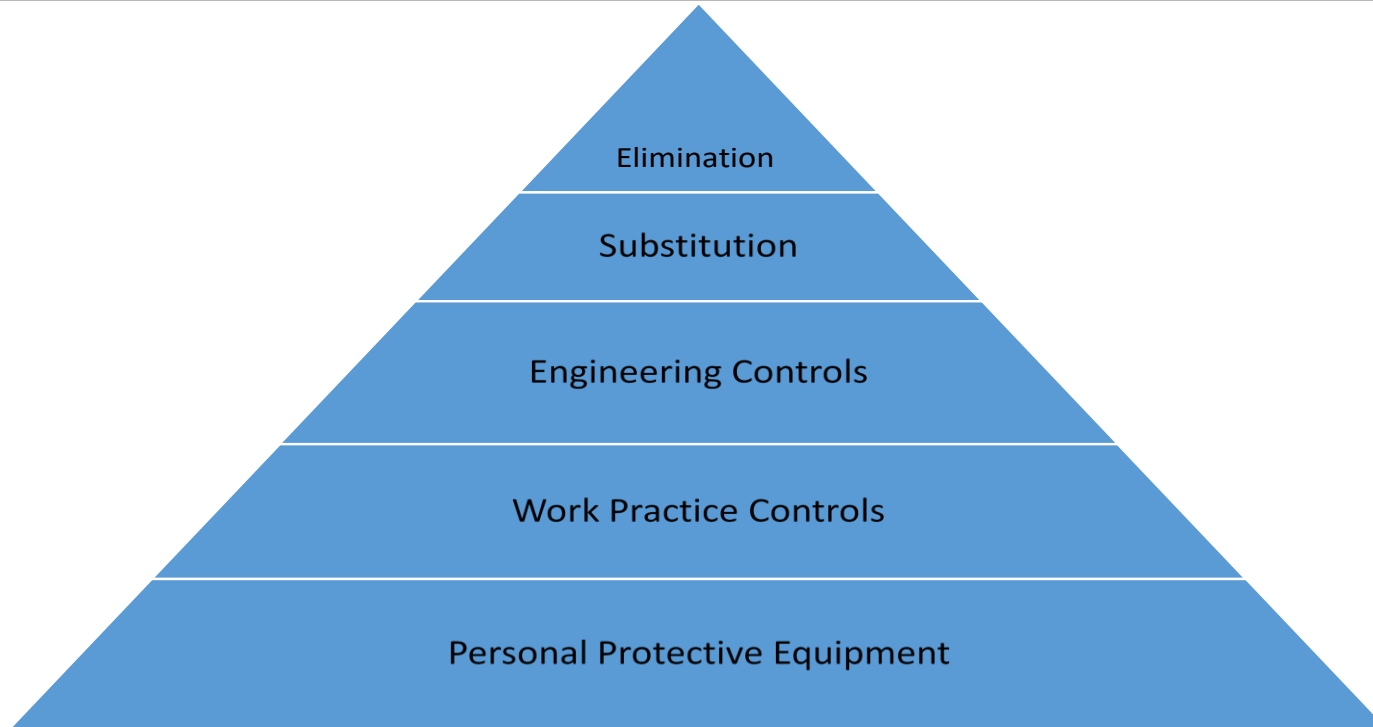 Elimination
Substitution
Engineering Controls
Work Practice Controls
Personal Protective Equipment